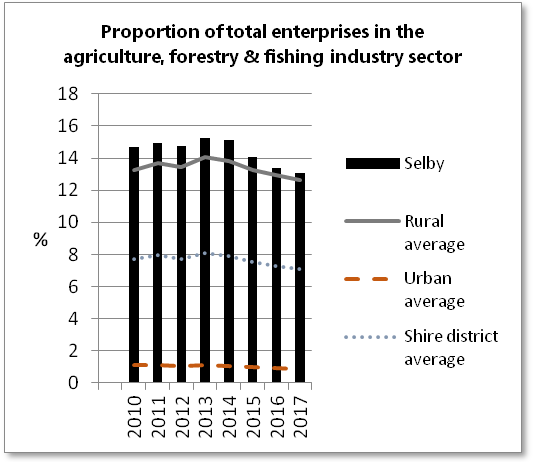 Proportion of total enterprises in the
agriculture, forestry & fishing industry sector
18
16
14
12
10
8
6
4
2
0
%
2010
2011
2012
2013
2014
2015
2016
2017
Selby
Rural
average
Urban
average
Shire district
average